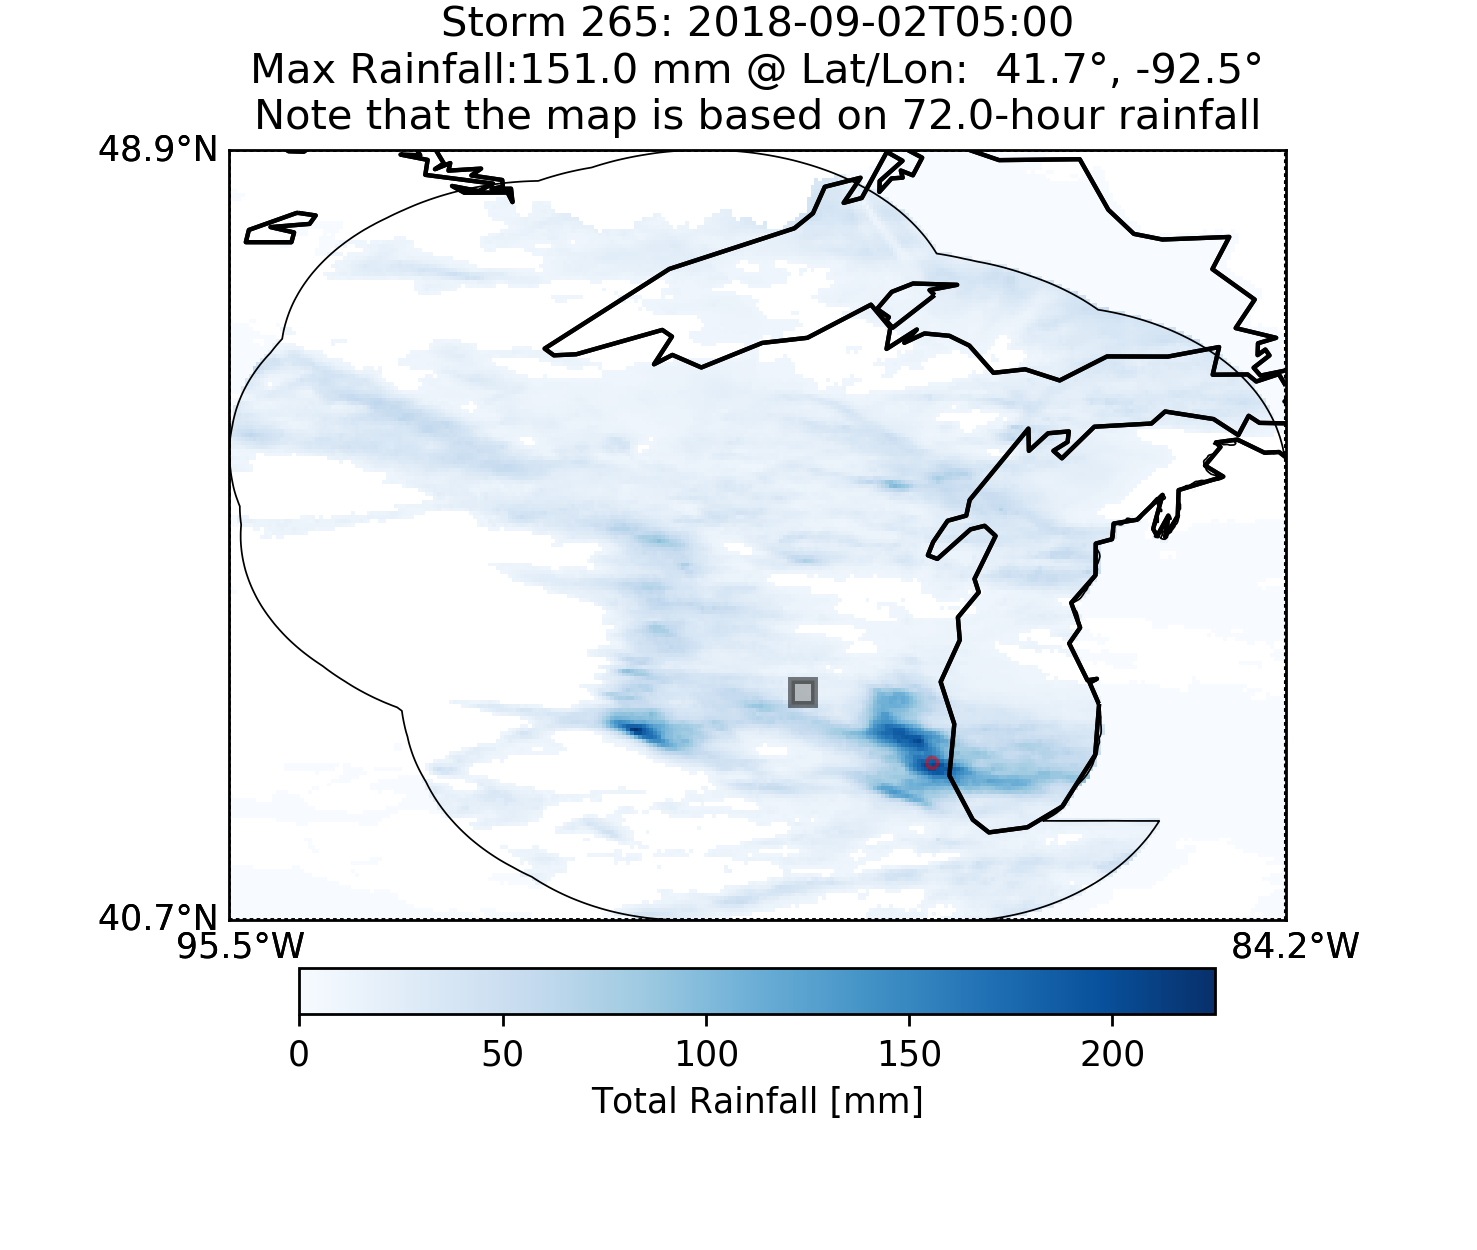 Storm 265: 2018-09-02T05:00
Max Rainfall:151.0 mm @ Lat/Lon:  41.7°, -92.5°
Note that the map is based on 72.0-hour rainfall
48.9°N
40.7°N
95.5°W 84.2°W
0 50 100 150 200
Total Rainfall [mm]